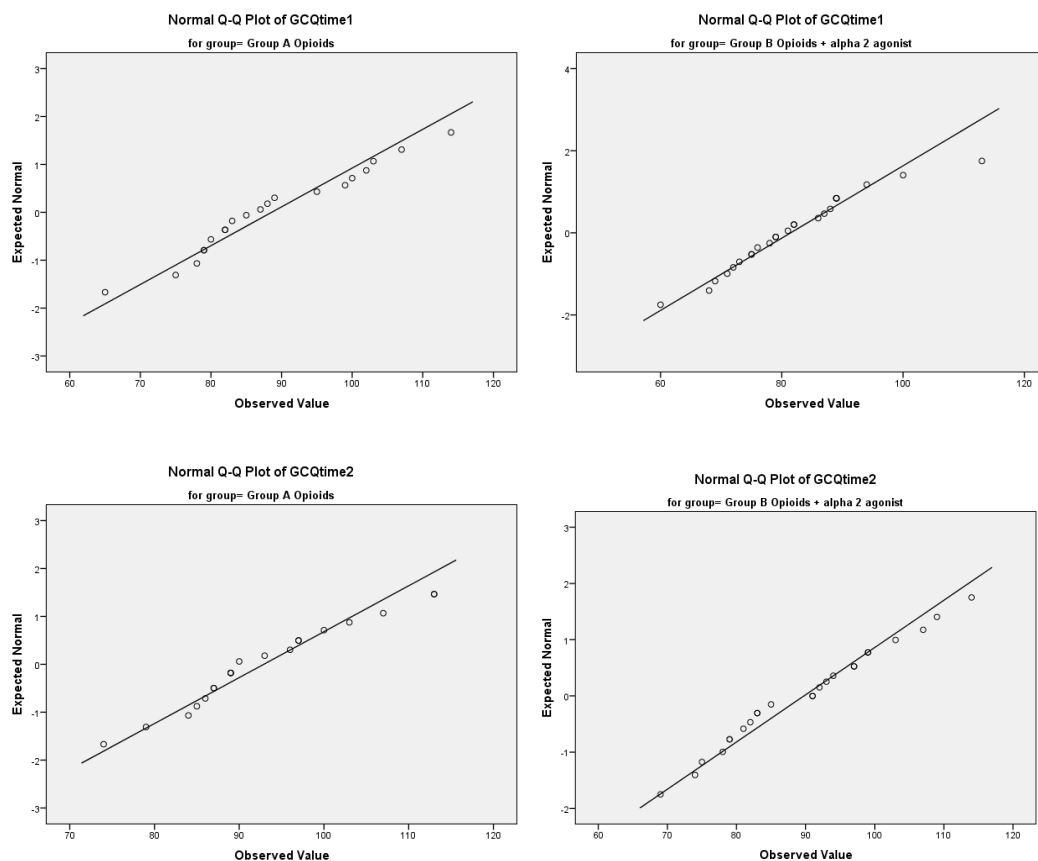 Normal Q-Q Plot of GCQtime1
for group= Group A Opioids
Expected Normal
3
2
1
0
-1
-2
-3
60 70 80 90 100 110 120
Observed Value
Normal Q-Q Plot of GCQtime1
for group= Group B Opioids + alpha 2 agonist
Expected Normal
4
2
0
-2
60 80 100 120
Observed Value
Normal Q-Q Plot of GCQtime2
for group= Group A Opioids
Expected Normal
3
2
1
0
-1
-2
-3
70 80 90 100 110 120
Observed Value
Normal Q-Q Plot of GCQtime2
for group= Group B Opioids + alpha 2 agonist
Expected Normal
3
2
1
0
-1
-2
60 70 80 90 100 110 120
Observed Value